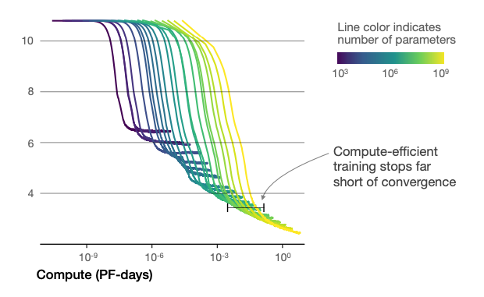 Line color indicates
number of parameters
10³ 10⁶ 10⁹
10
8
6
4
Compute-efficient
training stops far
short of convergence
10⁻⁹ 10⁻⁶ 10⁻³ 10⁰
Compute (PF-days)